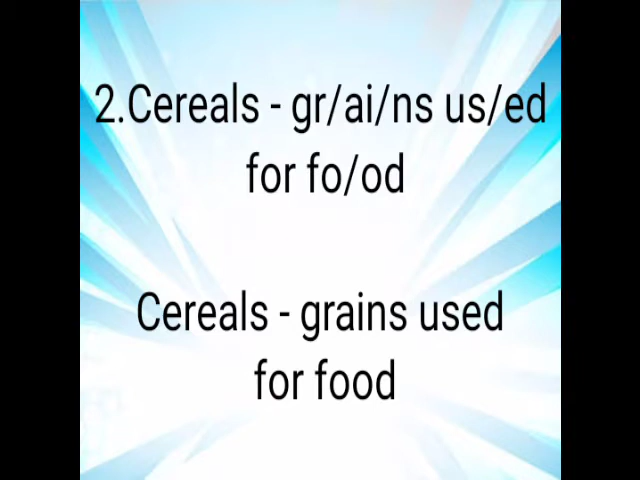 2.Cereals - gr/ai/ns us/ed
for fo/od
Cereals - grains used
for food